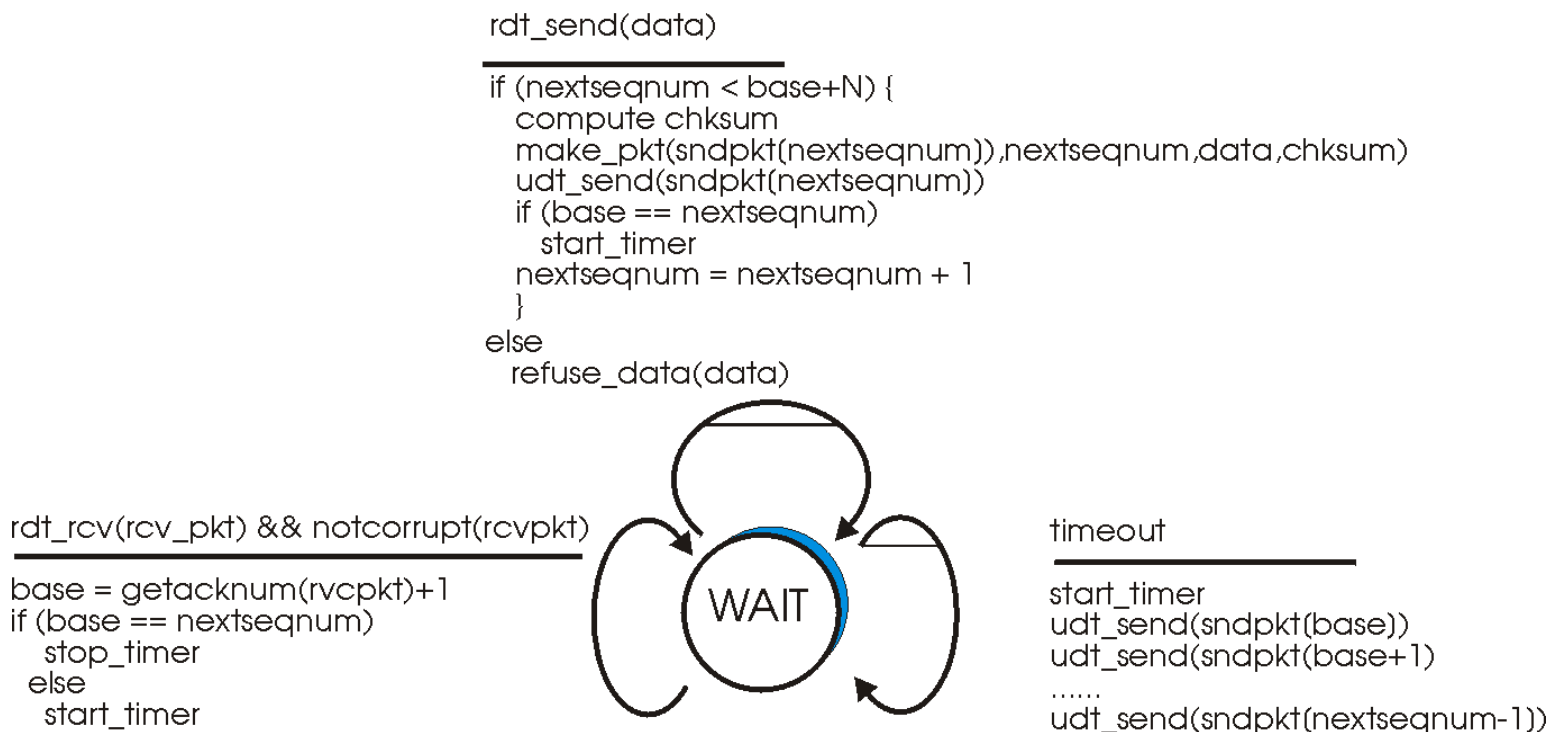 rdt_send(data)
if (nextseqnum < base+N) {
compute chksum
make_pkt(sndpkt(nextseqnum)),nextseqnum,data,chksum)
udt_send(sndpkt(nextseqnum))
if (base == nextseqnum)
start_timer
nextseqnum = nextseqnum + 1
}
else
refuse_data(data)
rdt_rcv(rcv_pkt) && notcorrupt(rcvpkt)
base = getacknum(rvcpkt)+1
if (base == nextseqnum)
stop_timer
else
start_timer
WAIT
timeout
start_timer
udt_send(sndpkt(base))
udt_send(sndpkt(base+1)
......
udt_send(sndpkt(nextseqnum-1))